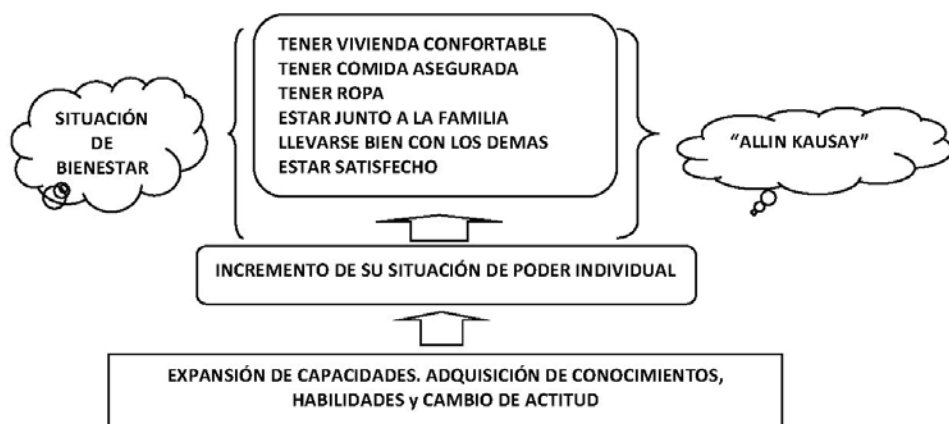 SITUACIÓN
DE
BIENESTAR
TENER VIVIENDA CONFORTABLE
TENER COMIDA ASEGURADA
TENER ROPA
ESTAR JUNTO A LA FAMILIA
LLEVARSE BIEN CON LOS DEMAS
ESTAR SATISFECHO
"ALLIN KAUSAY"
INCREMENTO DE SU SITUACIÓN DE PODER INDIVIDUAL
EXPANSIÓN DE CAPACIDADES. ADQUISICIÓN DE CONOCIMIENTOS,
HABILIDADES y CAMBIO DE ACTITUD